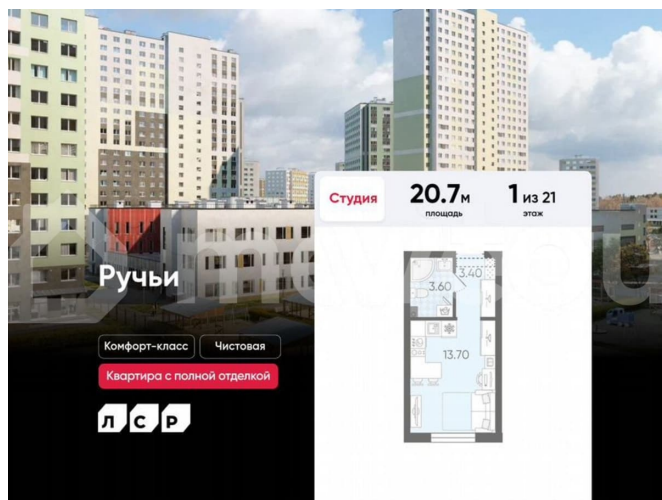 Студия
20.7м
площадь
1 из 21
этаж
Ручьи
3.40
3.60
13.70
Комфорт-класс
Чистовая
Квартира с полной отделкой
ЛСР